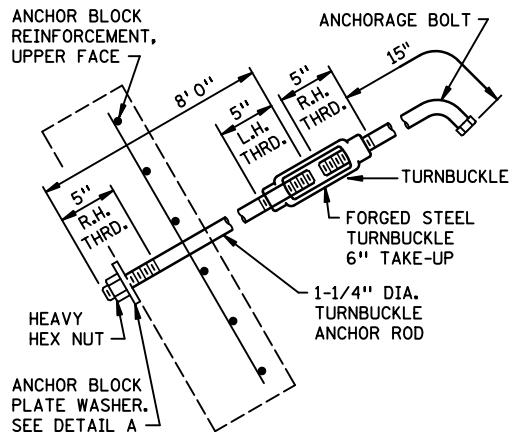 ANCHOR BLOCK
REINFORCEMENT,
UPPER FACE
ANCHORAGE BOLT
8'0"
5"
R.H.
THRD.
15"
5"
L.H.
THRD.
5"
R.H.
THRD.
TURNBUCKLE
FORGED STEEL
TURNBUCKLE
6" TAKE-UP
1-1/4" DIA.
TURNBUCKLE
ANCHOR ROD
HEAVY
HEX NUT
ANCHOR BLOCK
PLATE WASHER.
SEE DETAIL A